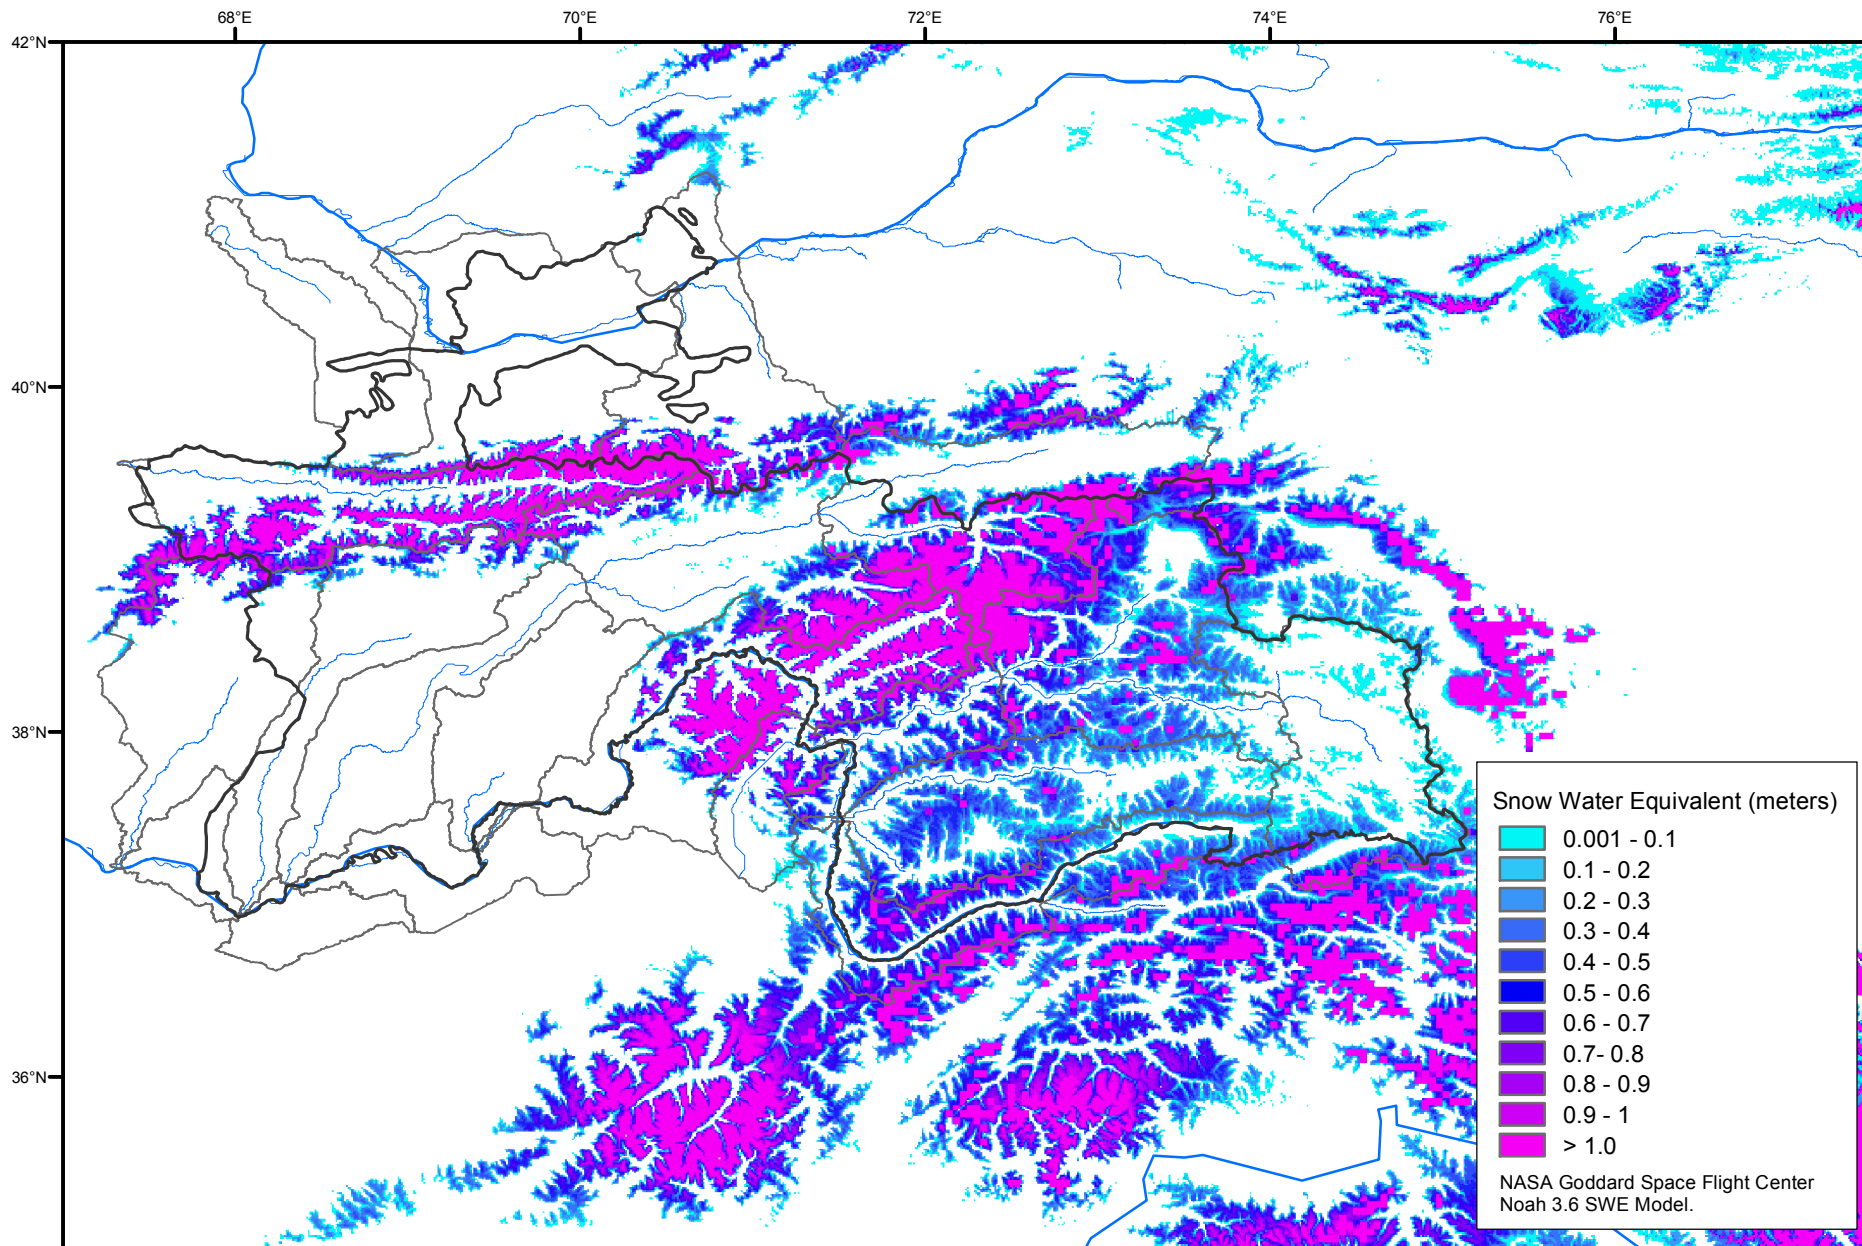 68°E
70°E
72°E
74°E
76°E
42°N
40°N
38°N
36°N
Snow Water Equivalent (meters)
0.001 - 0.1
0.1 - 0.2
0.2 - 0.3
0.3 - 0.4
0.4 - 0.5
0.5 - 0.6
0.6 - 0.7
0.7- 0.8
0.8 - 0.9
0.9 - 1
> 1.0
NASA Goddard Space Flight Center
Noah 3.6 SWE Model.